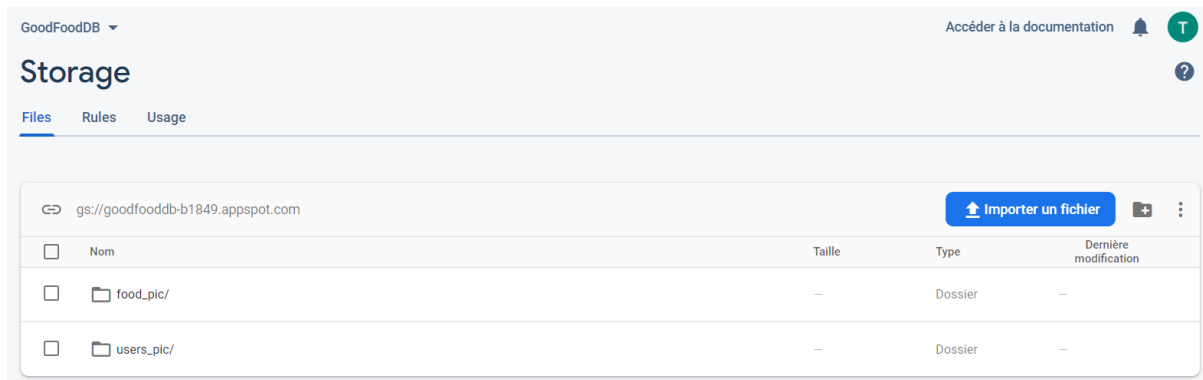 GoodFoodDB
Accéder à la documentation
T
Storage
?
Files Rules Usage
gs://goodfooddb-b1849.appspot.com
Importer un fichier
Nom Taille Type Dernière modification
food_pic/ — Dossier —
users_pic/ — Dossier —